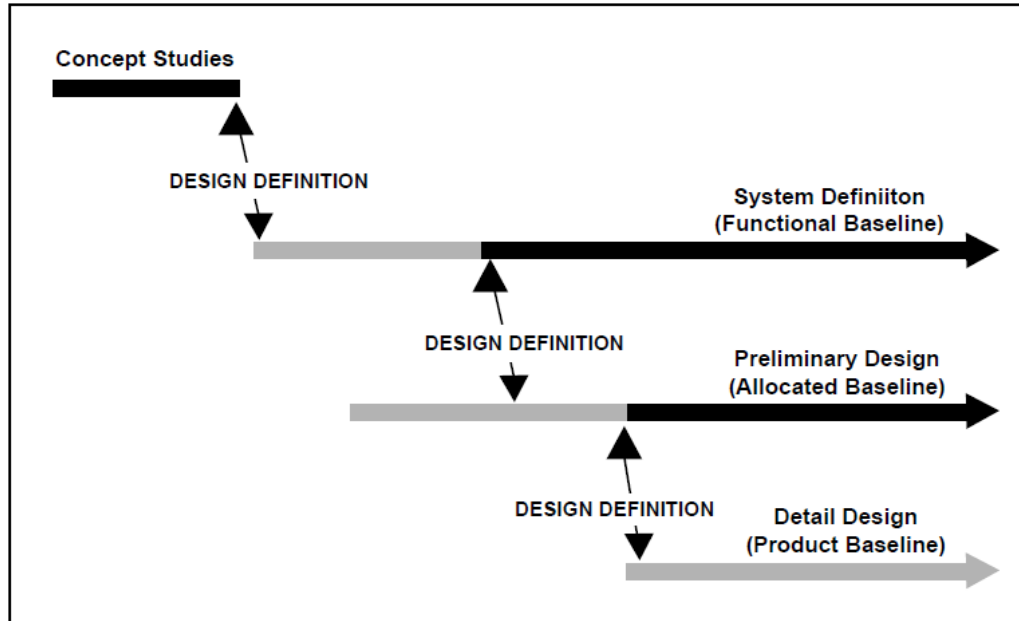 Concept Studies
DESIGN DEFINITION
System Definiiton
(Functional Baseline)
DESIGN DEFINITION
Preliminary Design
(Allocated Baseline)
DESIGN DEFINITION
Detail Design
(Product Baseline)